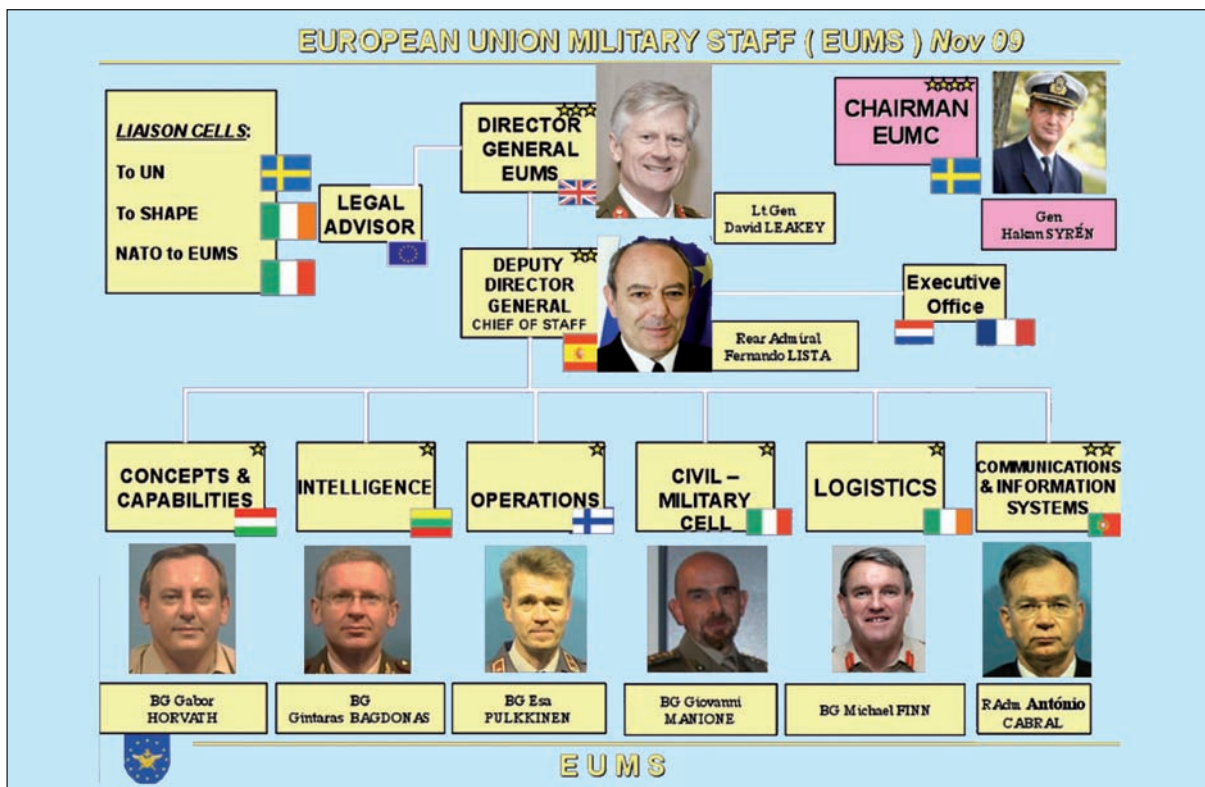 EUROPEAN UNION MILITARY STAFF ( EUMS ) Nov 09
LIAISON CELLS:
To UN
To SHAPE
NATO to EUMS
LEGAL
ADVISOR
DIRECTOR
GENERAL
EUMS
Lt.Gen
David LEAKEY
CHAIRMAN
EUMC
Gen
Hakan SYRÉN
DEPUTY
DIRECTOR
GENERAL
CHIEF OF STAFF
Rear Admiral
Fernando LISTA
Executive
Office
CONCEPTS &
CAPABILITIES
INTELLIGENCE
OPERATIONS
CIVIL –
MILITARY
CELL
LOGISTICS
COMMUNICATIONS
& INFORMATION
SYSTEMS
BG Gabor
HORVATH
BG
Gintaras BAGDONAS
BG Esa
PULKKINEN
BG Giovanni
MANIONE
BG Michael FINN
RAdm António
CABRAL
EUMS